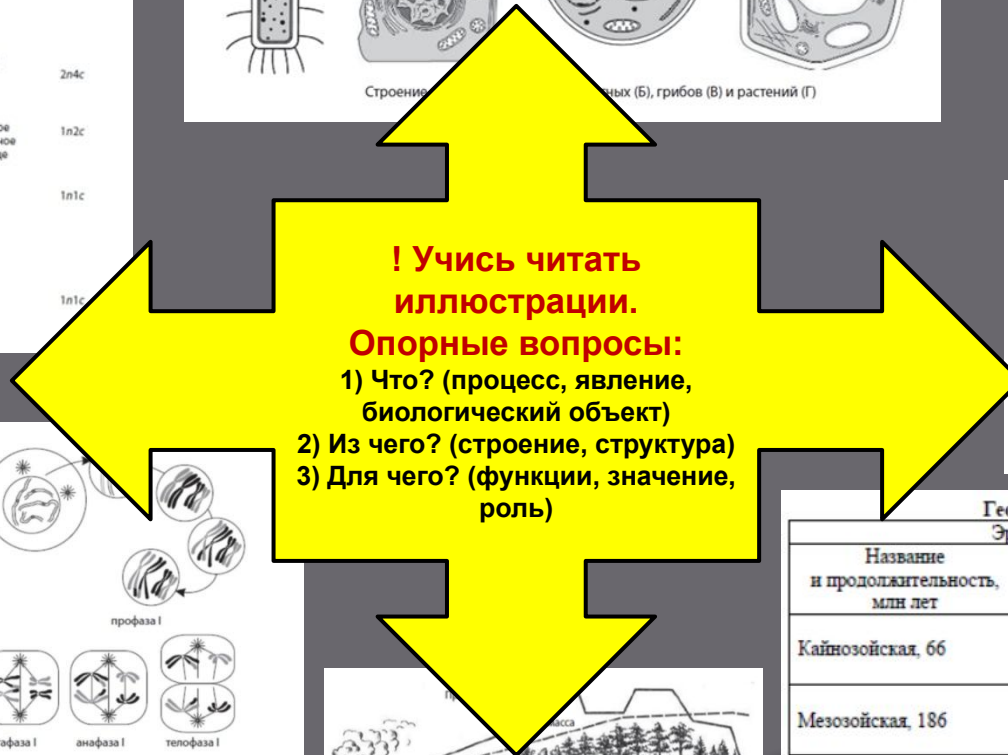 2n4c
1n2c
1n1c
1n1c
Строение
(Б), грибов (В) и растений (Г)
! Учись читать
иллюстрации.
Опорные вопросы:
1) Что? (процесс, явление,
биологический объект)
2) Из чего? (строение, структура)
3) Для чего? (функции, значение,
роль)
профаза I
анафаза I
телофаза I
Название
и продолжительность,
млн лет
Кайнозойская, 66
Мезозойская, 186